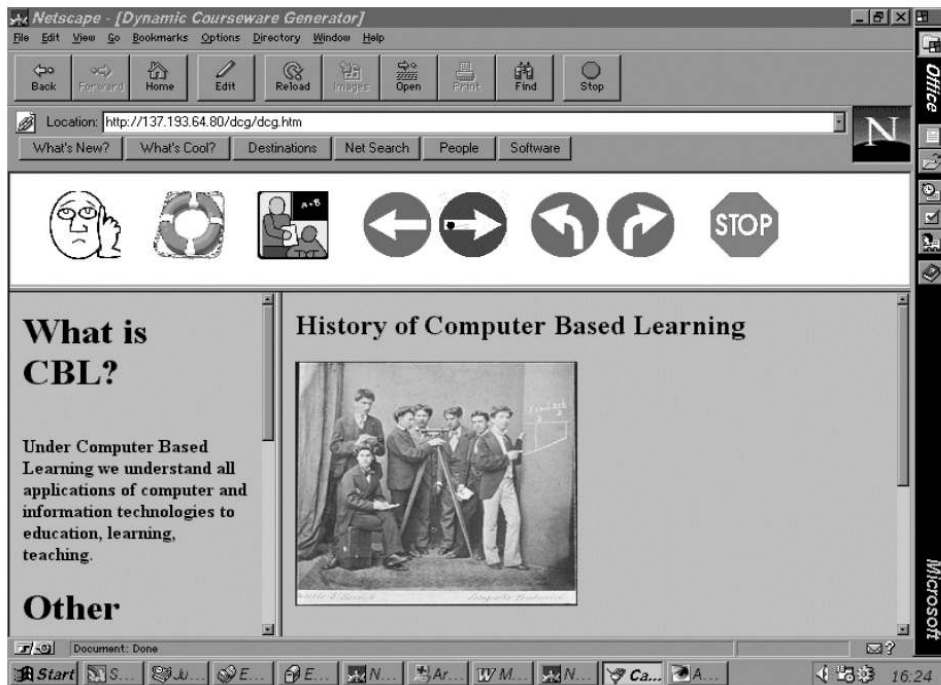 Netscape - [Dynamic Courseware Generator]
File Edit View Go Bookmarks Options Directory Window Help
Back Forward Home Edit Reload Images Open Print Find Stop
Location: http://137.193.64.80/dcg/dcg.htm
N
What's New? What's Cool? Destinations Net Search People Software
A+B
STOP
What is
CBL?
Under Computer Based
Learning we understand all
applications of computer and
information technologies to
education, learning,
teaching.
Other
History of Computer Based Learning
Document: Done
Office
Microsoft
Start S... Ju... E... E... N... Ar... W M... N... Ca... A... 16:24